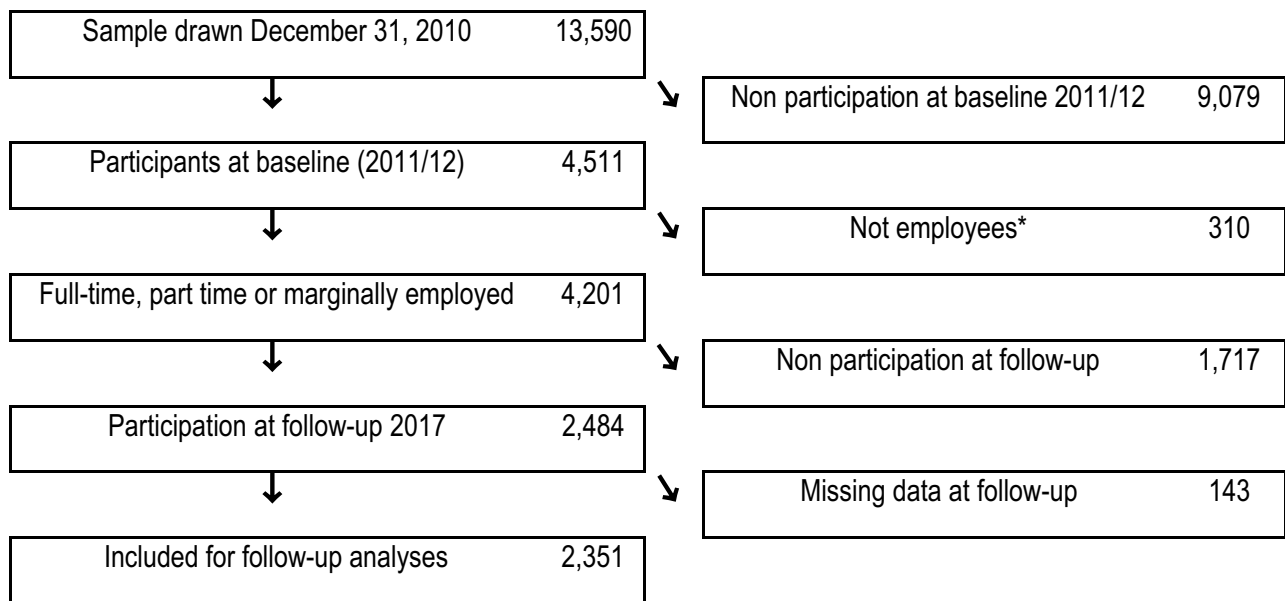 Sample drawn December 31, 2010 13,590
Non participation at baseline 2011/12 9,079
Participants at baseline (2011/12) 4,511
Not employees* 310
Full-time, part time or marginally employed 4,201
Non participation at follow-up 1,717
Participation at follow-up 2017 2,484
Missing data at follow-up 143
Included for follow-up analyses 2,351